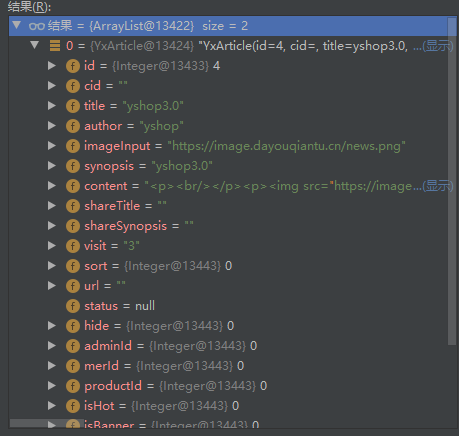 结果(R):
结果 = {ArrayList@13422} size = 2
0 = {YxArticle@13424} "YxArticle(id=4, cid=, title=yshop3.0, ...(显示)
f id = {Integer@13433} 4
f cid = ""
f title = "yshop3.0"
f author = "yshop"
f imageInput = "https://image.dayouqiantu.cn/news.png"
f synopsis = "yshop3.0"
f content = "<p><br/></p><p><img src="https://image ...(显示)
f shareTitle = ""
f shareSynopsis = ""
f visit = "3"
f sort = {Integer@13443} 0
f url = ""
f status = null
f hide = {Integer@13443} 0
f adminId = {Integer@13443} 0
f merId = {Integer@13443} 0
f productId = {Integer@13443} 0
f isHot = {Integer@13443} 0
f isBanner = {Integer@13443} 0